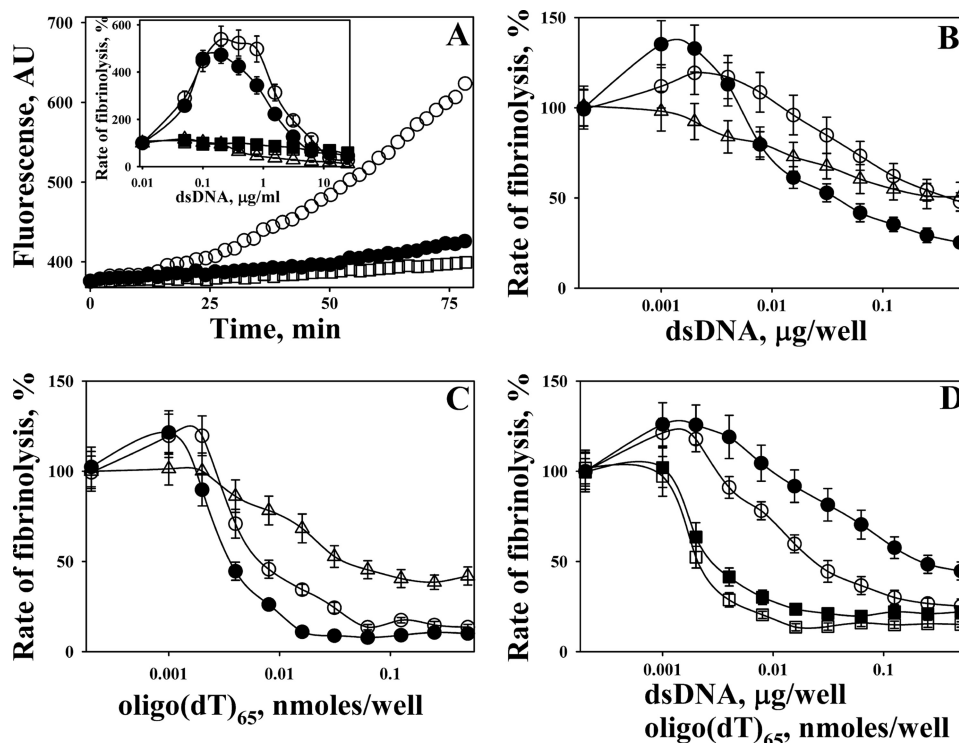 A
Fluorescense, AU
700
600
500
400
0
25
50
75
Time, min
Rate of fibrinolysis, %
600
400
200
100
0
0.01
0.1
1
10
dsDNA, μg/ml
B
Rate of fibrinolysis, %
150
100
50
0
0.001
0.01
0.1
dsDNA, μg/well
C
Rate of fibrinolysis, %
150
100
50
0
0.001
0.01
0.1
oligo(dT)65, nmoles/well
D
Rate of fibrinolysis, %
150
100
50
0
0.001
0.01
0.1
dsDNA, μg/well
oligo(dT)65, nmoles/well